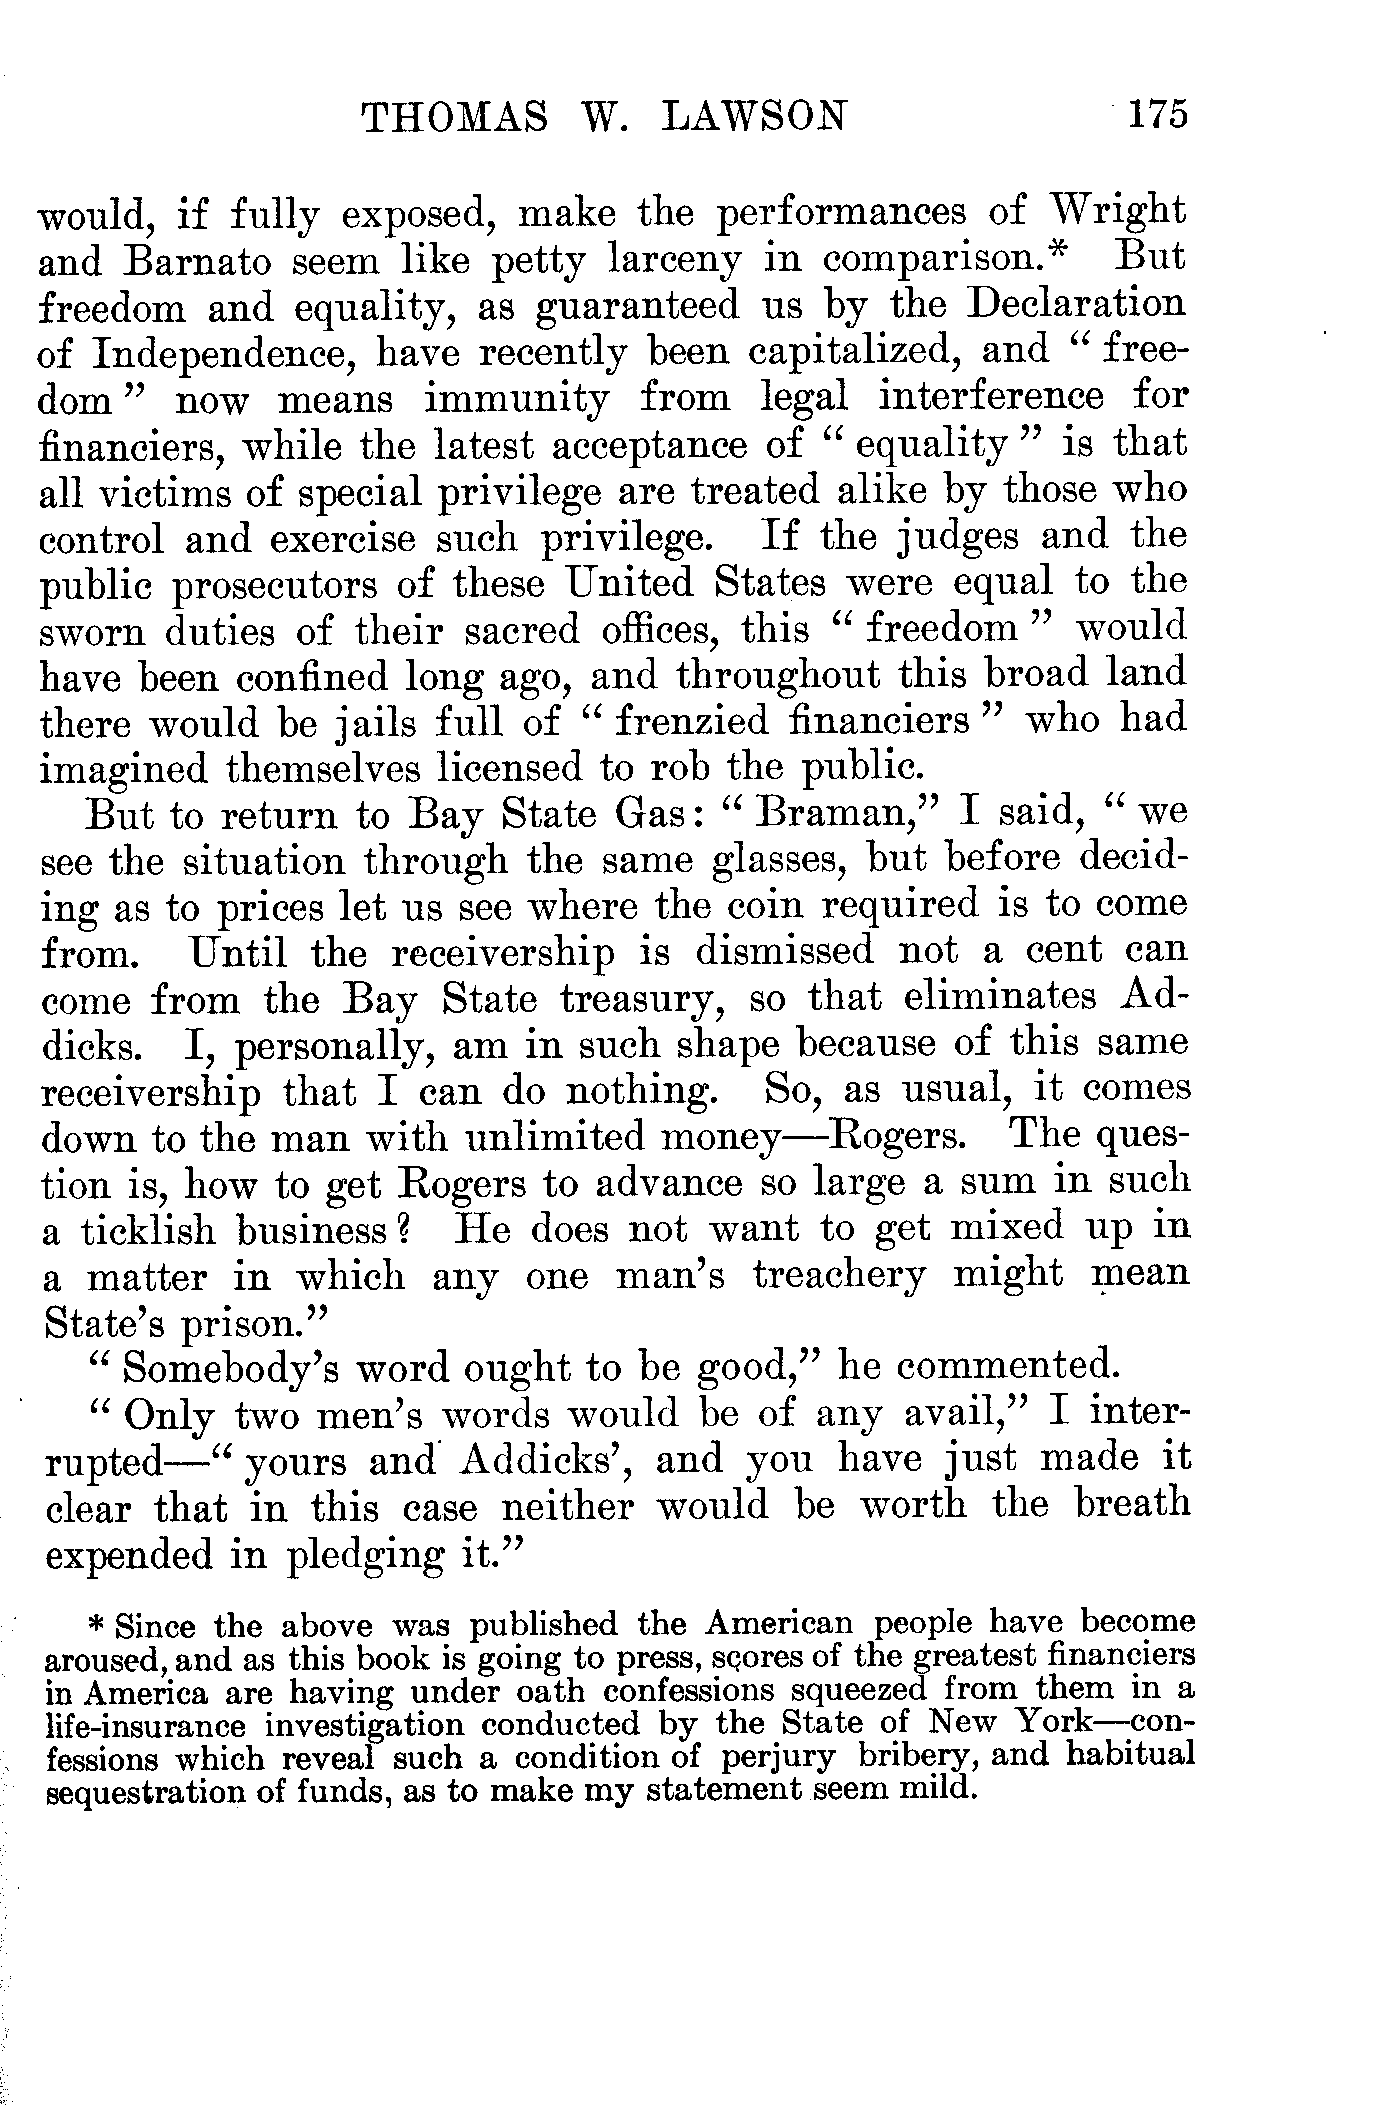 THOMAS W. LAWSON 175
would, if fully exposed, make the performances of Wright
and Barnato seem like petty larceny in comparison.* But
freedom and equality, as guaranteed us by the Declaration
of Independence, have recently been capitalized, and “ free-
dom ” now means immunity from legal interference for
financiers, while the latest acceptance of “ equality ” is that
all victims of special privilege are treated alike by those who
control and exercise such privilege. If the judges and the
public prosecutors of these United States were equal to the
sworn duties of their sacred offices, this “ freedom ” would
have been confined long ago, and throughout this broad land
there would be jails full of “ frenzied financiers ” who had
imagined themselves licensed to rob the public.
But to return to Bay State Gas: “ Braman,” I said, “ we
see the situation through the same glasses, but before decid-
ing as to prices let us see where the coin required is to come
from. Until the receivership is dismissed not a cent can
come from the Bay State treasury, so that eliminates Ad-
dicks. I, personally, am in such shape because of this same
receivership that I can do nothing. So, as usual, it comes
down to the man with unlimited money—Rogers. The ques-
tion is, how to get Rogers to advance so large a sum in such
a ticklish business? He does not want to get mixed up in
a matter in which any one man’s treachery might mean
State’s prison.”
“ Somebody’s word ought to be good,” he commented.
“ Only two men’s words would be of any avail,” I inter-
rupted—“ yours and Addicks’, and you have just made it
clear that in this case neither would be worth the breath
expended in pledging it.”
* Since the above was published the American people have become
aroused, and as this book is going to press, scores of the greatest financiers
in America are having under oath confessions squeezed from them in a
life-insurance investigation conducted by the State of New York—con-
fessions which reveal such a condition of perjury bribery, and habitual
sequestration of funds, as to make my statement seem mild.